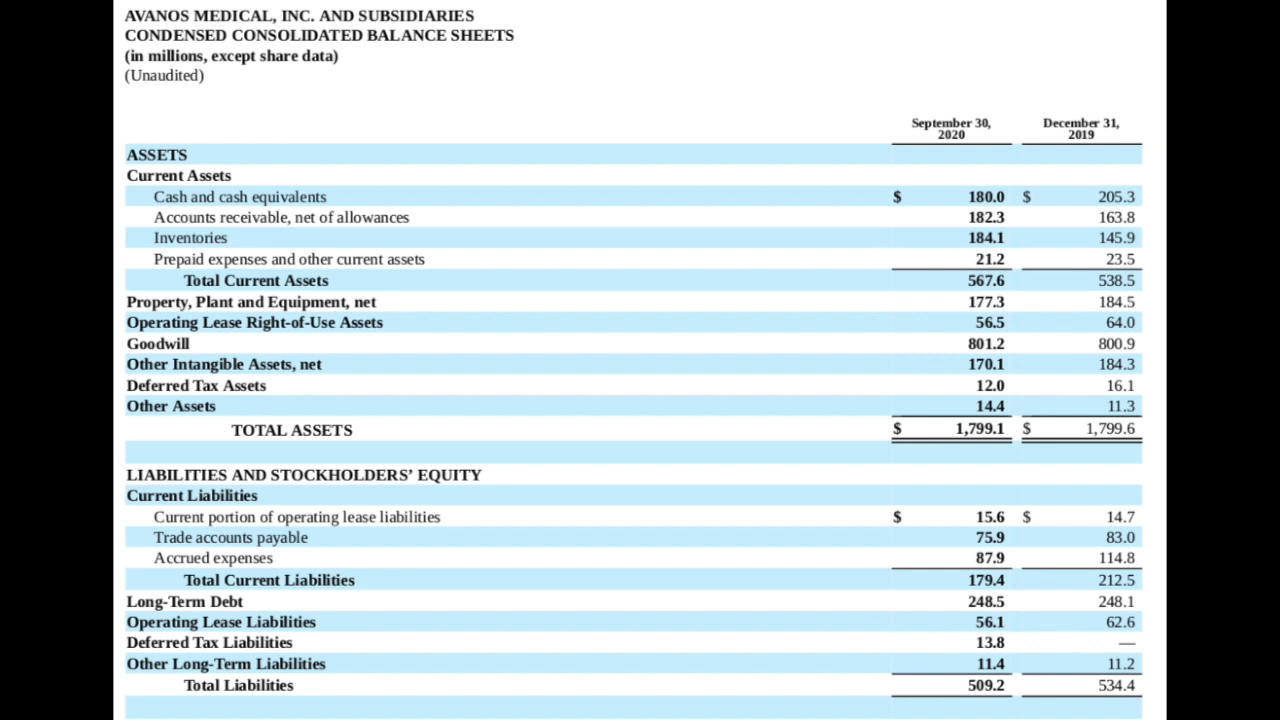 AVANOS MEDICAL, INC. AND SUBSIDIARIES
CONDENSED CONSOLIDATED BALANCE SHEETS
(in millions, except share data)
(Unaudited)
September 30, 2020 December 31, 2019
ASSETS
Current Assets
Cash and cash equivalents $ 180.0 $ 205.3
Accounts receivable, net of allowances 182.3 163.8
Inventories 184.1 145.9
Prepaid expenses and other current assets 21.2 23.5
Total Current Assets 567.6 538.5
Property, Plant and Equipment, net 177.3 184.5
Operating Lease Right-of-Use Assets 56.5 64.0
Goodwill 801.2 800.9
Other Intangible Assets, net 170.1 184.3
Deferred Tax Assets 12.0 16.1
Other Assets 14.4 11.3
TOTAL ASSETS $ 1,799.1 $ 1,799.6
LIABILITIES AND STOCKHOLDERS’ EQUITY
Current Liabilities
Current portion of operating lease liabilities $ 15.6 $ 14.7
Trade accounts payable 75.9 83.0
Accrued expenses 87.9 114.8
Total Current Liabilities 179.4 212.5
Long-Term Debt 248.5 248.1
Operating Lease Liabilities 56.1 62.6
Deferred Tax Liabilities 13.8 —
Other Long-Term Liabilities 11.4 11.2
Total Liabilities 509.2 534.4